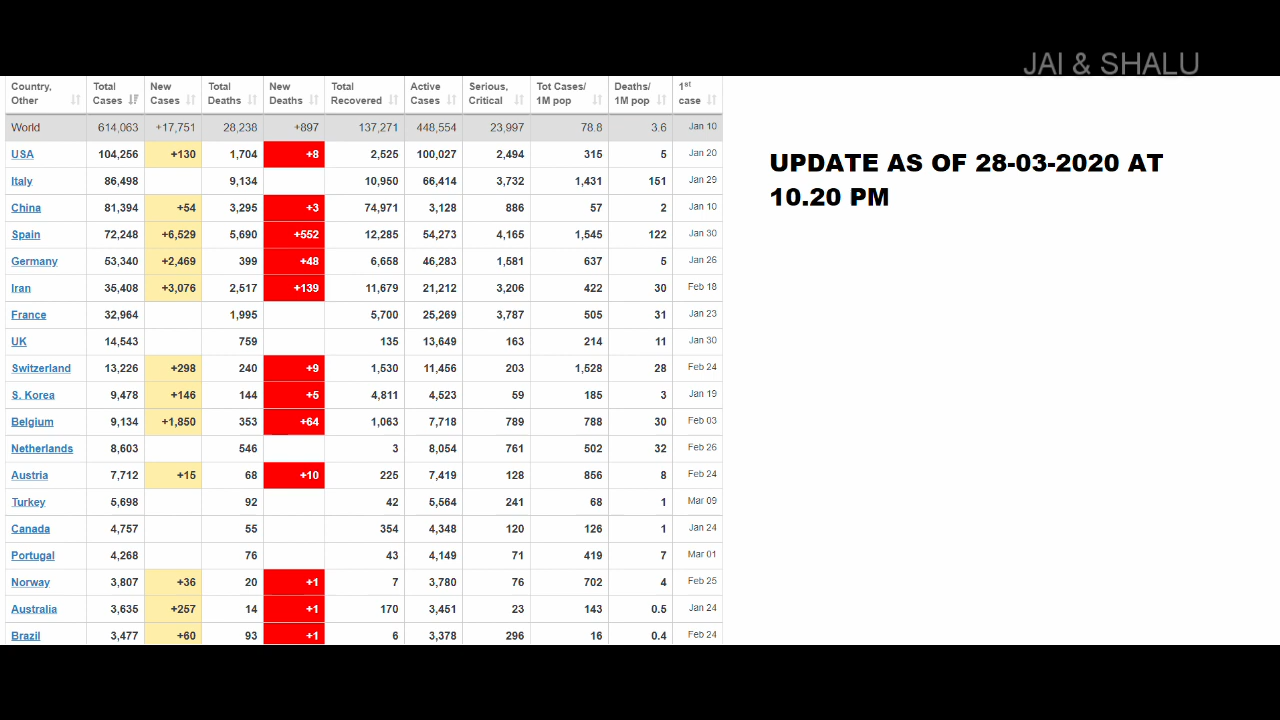 JAI & SHALU
Country, Other Total Cases New Cases Total Deaths New Deaths Total Recovered Active Cases Serious, Critical Tot Cases/ 1M pop Deaths/ 1M pop 1st case
World 614,063 +17,751 28,238 +897 137,271 448,554 23,997 78.8 3.6 Jan 10
USA 104,256 +130 1,704 +8 2,525 100,027 2,494 315 5 Jan 20
Italy 86,498 9,134 10,950 66,414 3,732 1,431 151 Jan 29
China 81,394 +54 3,295 +3 74,971 3,128 886 57 2 Jan 10
Spain 72,248 +6,529 5,690 +552 12,285 54,273 4,165 1,545 122 Jan 30
Germany 53,340 +2,469 399 +48 6,658 46,283 1,581 637 5 Jan 26
Iran 35,408 +3,076 2,517 +139 11,679 21,212 3,206 422 30 Feb 18
France 32,964 1,995 5,700 25,269 3,787 505 31 Jan 23
UK 14,543 759 135 13,649 163 214 11 Jan 30
Switzerland 13,226 +298 240 +9 1,530 11,456 203 1,528 28 Feb 24
S. Korea 9,478 +146 144 +5 4,811 4,523 59 185 3 Jan 19
Belgium 9,134 +1,850 353 +64 1,063 7,718 789 788 30 Feb 03
Netherlands 8,603 546 3 8,054 761 502 32 Feb 26
Austria 7,712 +15 68 +10 225 7,419 128 856 8 Feb 24
Turkey 5,698 92 42 5,564 241 68 1 Mar 09
Canada 4,757 55 354 4,348 120 126 1 Jan 24
Portugal 4,268 76 43 4,149 71 419 7 Mar 01
Norway 3,807 +36 20 +1 7 3,780 76 702 4 Feb 25
Australia 3,635 +257 14 +1 170 3,451 23 143 0.5 Jan 24
Brazil 3,477 +60 93 +1 6 3,378 296 16 0.4 Feb 24
UPDATE AS OF 28-03-2020 AT
10.20 PM